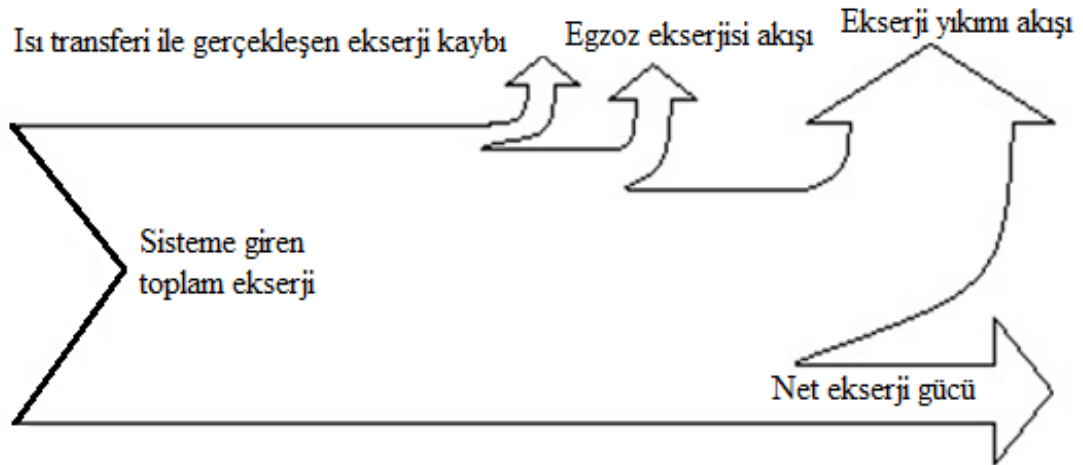 Isı transferi ile gerçekleşen ekserji kaybı
Egzoz ekserjisi akışı
Ekserji yıkımı akışı
Sisteme giren
toplam ekserji
Net ekserji gücü